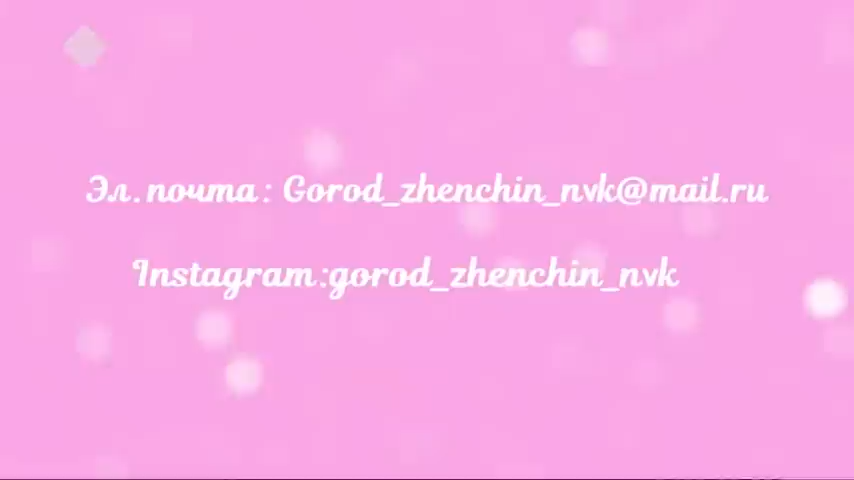 Эл. почта: Gorod_zhenchin_nvk@mail.ru
Instagram:gorod_zhenchin_nvk